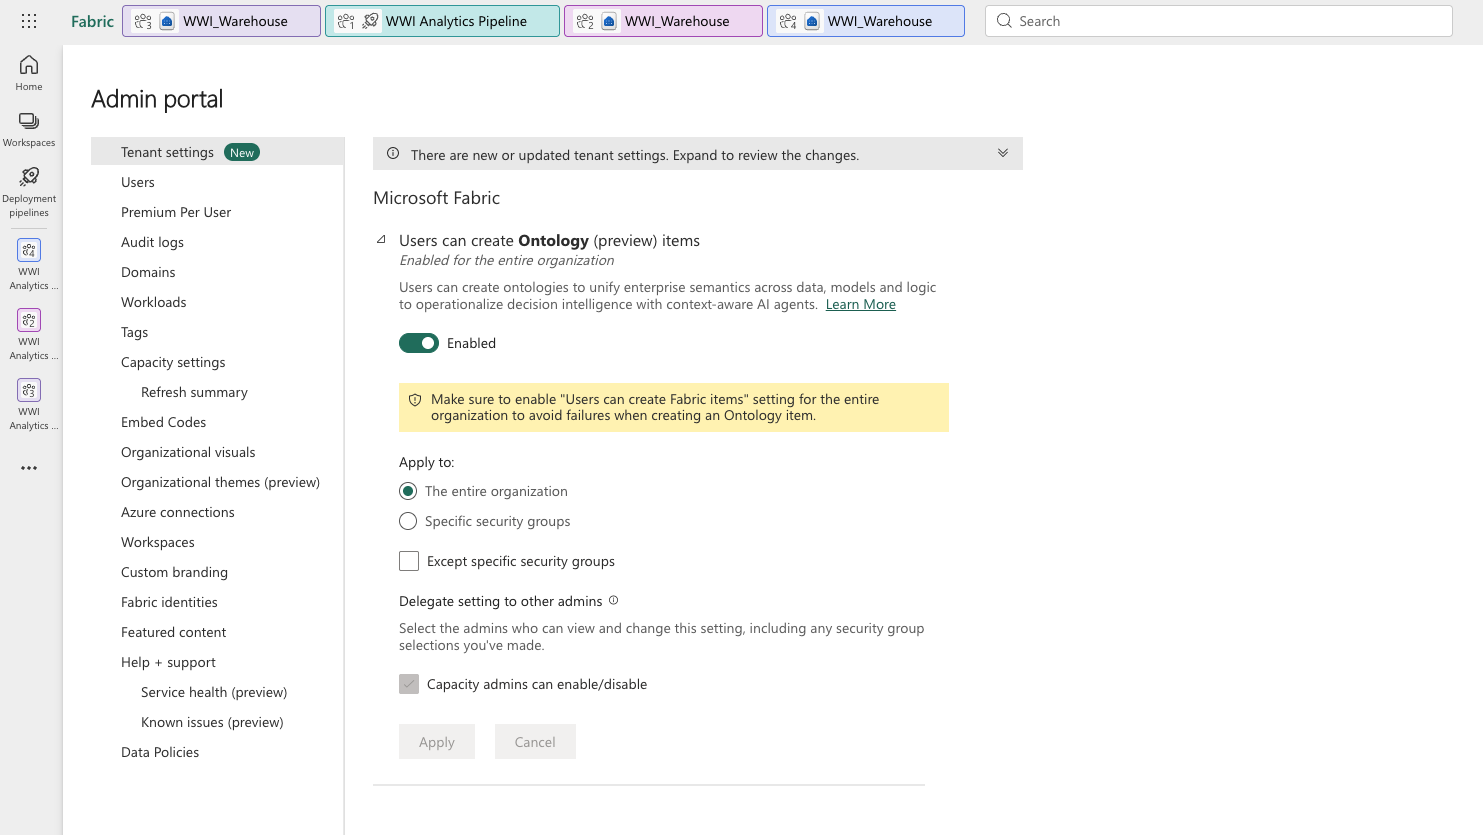 Fabric
3 WWI_Warehouse
1 WWI Analytics Pipeline
2 WWI_Warehouse
4 WWI_Warehouse
Search
Home
Workspaces
Deployment
pipelines
4
WWI
Analytics ...
2
WWI
Analytics ...
3
WWI
Analytics ...
Admin portal
Tenant settings New
Users
Premium Per User
Audit logs
Domains
Workloads
Tags
Capacity settings
Refresh summary
Embed Codes
Organizational visuals
Organizational themes (preview)
Azure connections
Workspaces
Custom branding
Fabric identities
Featured content
Help + support
Service health (preview)
Known issues (preview)
Data Policies
There are new or updated tenant settings. Expand to review the changes.
Microsoft Fabric
Users can create Ontology (preview) items
Enabled for the entire organization
Users can create ontologies to unify enterprise semantics across data, models and logic
to operationalize decision intelligence with context-aware AI agents. Learn More
Enabled
Make sure to enable "Users can create Fabric items" setting for the entire
organization to avoid failures when creating an Ontology item.
Apply to:
The entire organization
Specific security groups
Except specific security groups
Delegate setting to other admins
Select the admins who can view and change this setting, including any security group
selections you've made.
Capacity admins can enable/disable
Apply
Cancel